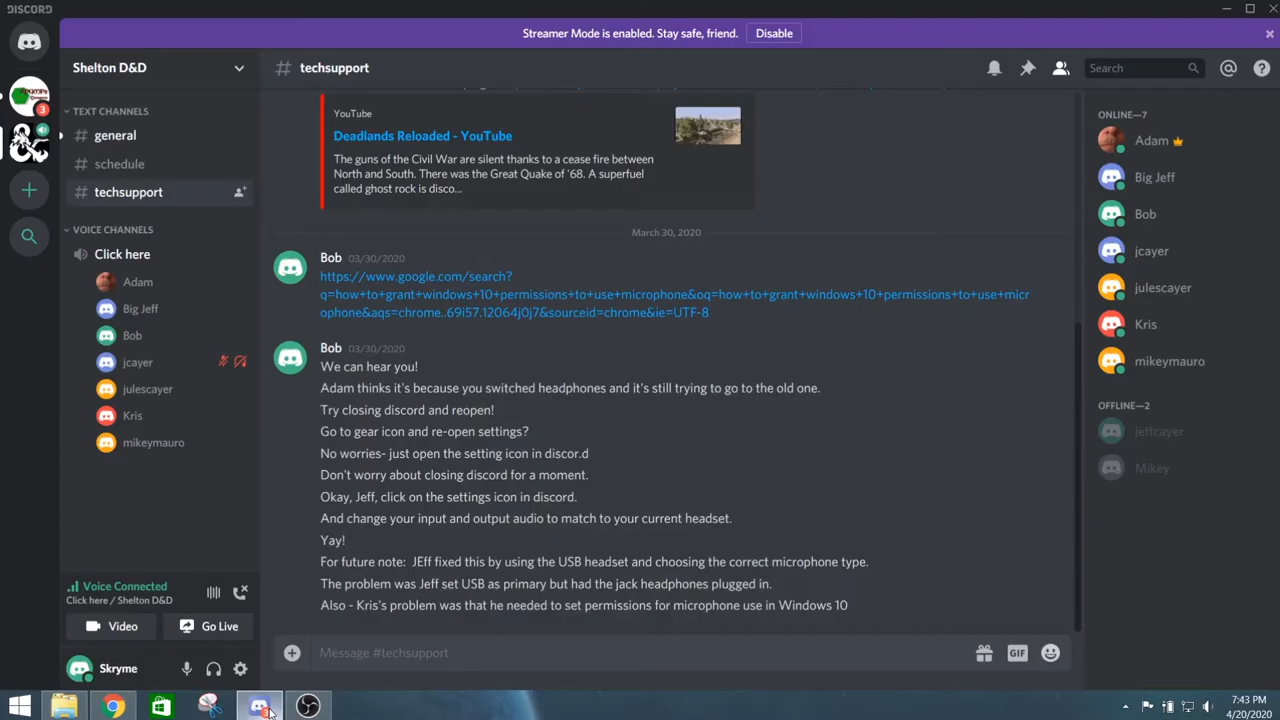 DISCORD
Streamer Mode is enabled. Stay safe, friend.
Disable
Shelton D&D
# techsupport
Search
3
TEXT CHANNELS
# general
# schedule
# techsupport
VOICE CHANNELS
Click here
Adam
Big Jeff
Bob
jcayer
julescayer
Kris
mikeymauro
Voice Connected
Click here / Shelton D&D
Video
Go Live
Skryme
YouTube
Deadlands Reloaded - YouTube
The guns of the Civil War are silent thanks to a cease fire between
North and South. There was the Great Quake of '68. A superfuel
called ghost rock is disco...
March 30, 2020
Bob 03/30/2020
https://www.google.com/search?
q=how+to+grant+windows+10+permissions+to+use+microphone&oq=how+to+grant+windows+10+permissions+to+use+micr
ophone&aqs=chrome..69i57.12064j0j7&sourceid=chrome&ie=UTF-8
Bob 03/30/2020
We can hear you!
Adam thinks it's because you switched headphones and it's still trying to go to the old one.
Try closing discord and reopen!
Go to gear icon and re-open settings?
No worries- just open the setting icon in discor.d
Don't worry about closing discord for a moment.
Okay, Jeff, click on the settings icon in discord.
And change your input and output audio to match to your current headset.
Yay!
For future note: JEff fixed this by using the USB headset and choosing the correct microphone type.
The problem was Jeff set USB as primary but had the jack headphones plugged in.
Also - Kris's problem was that he needed to set permissions for microphone use in Windows 10
Message #techsupport
GIF
ONLINE—7
Adam
Big Jeff
Bob
jcayer
julescayer
Kris
mikeymauro
OFFLINE—2
jeffcayer
Mikey
7:43 PM
4/20/2020